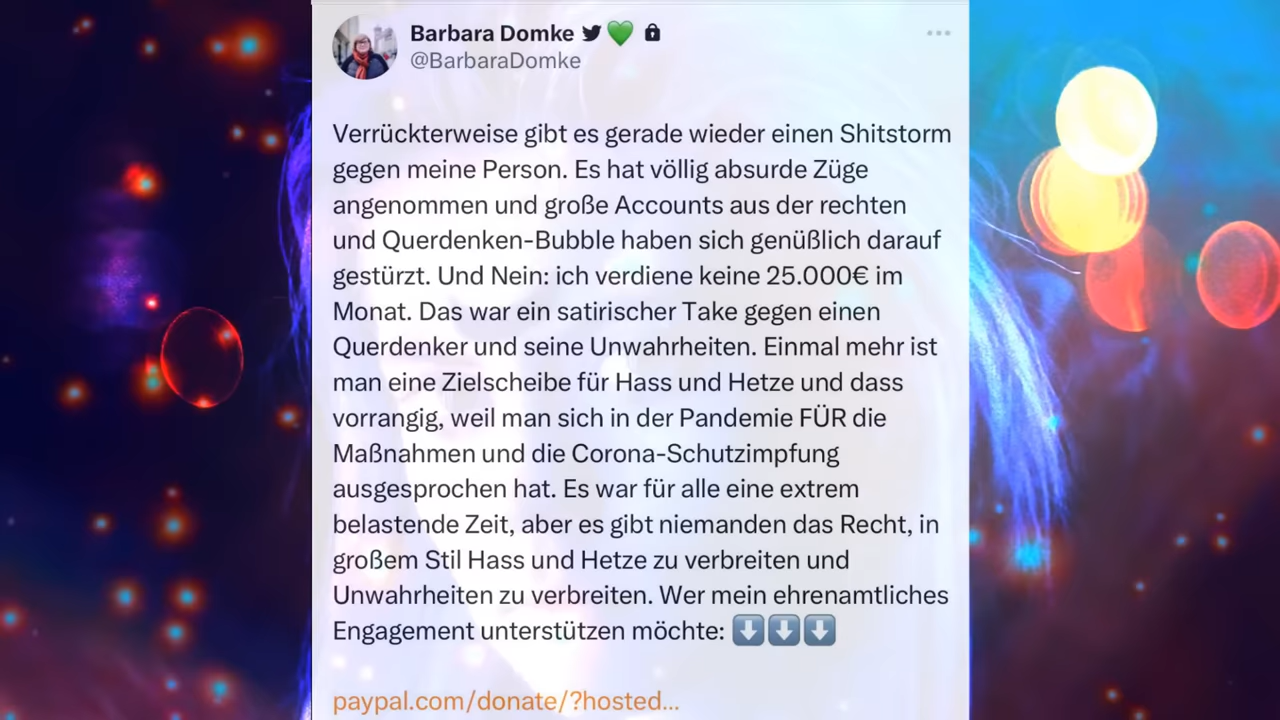 Barbara Domke 🐦💚🔒
@BarbaraDomke
Verrückterweise gibt es gerade wieder einen Shitstorm
gegen meine Person. Es hat völlig absurde Züge
angenommen und große Accounts aus der rechten
und Querdenken-Bubble haben sich genüßlich darauf
gestürzt. Und Nein: ich verdiene keine 25.000€ im
Monat. Das war ein satirischer Take gegen einen
Querdenker und seine Unwahrheiten. Einmal mehr ist
man eine Zielscheibe für Hass und Hetze und dass
vorrangig, weil man sich in der Pandemie FÜR die
Maßnahmen und die Corona-Schutzimpfung
ausgesprochen hat. Es war für alle eine extrem
belastende Zeit, aber es gibt niemanden das Recht, in
großem Stil Hass und Hetze zu verbreiten und
Unwahrheiten zu verbreiten. Wer mein ehrenamtliches
Engagement unterstützen möchte: ⬇️⬇️⬇️
paypal.com/donate/?hosted...